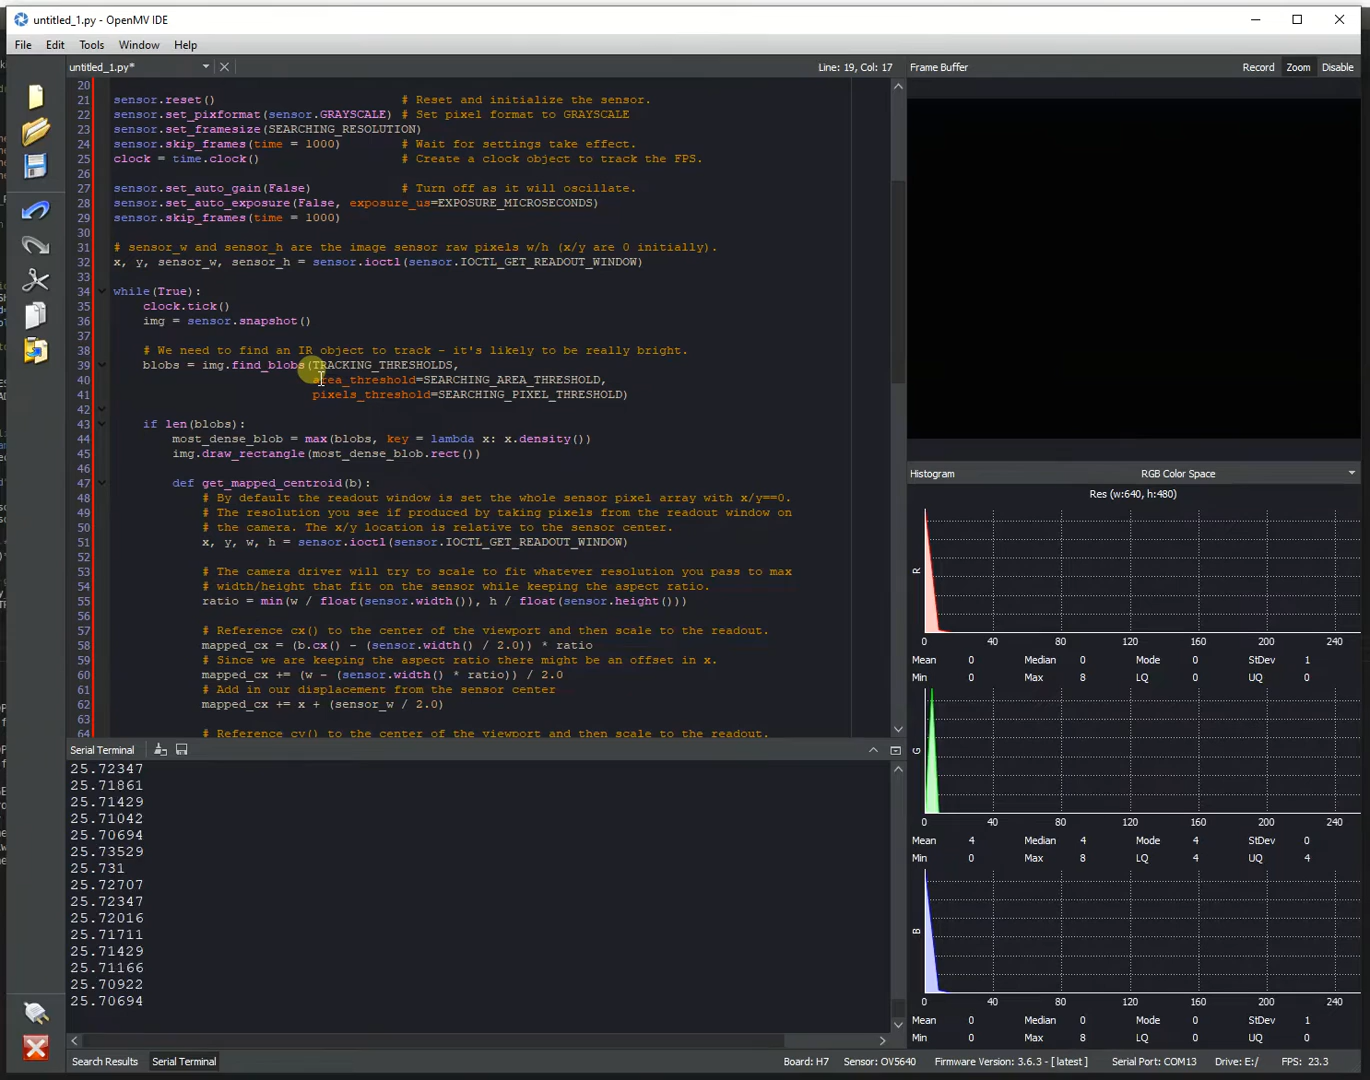 untitled_1.py - OpenMV IDE
File Edit Tools Window Help
untitled_1.py* Line: 19, Col: 17 Frame Buffer Record Zoom Disable
20
21 sensor.reset() # Reset and initialize the sensor.
22 sensor.set_pixformat(sensor.GRAYSCALE) # Set pixel format to GRAYSCALE
23 sensor.set_framesize(SEARCHING_RESOLUTION)
24 sensor.skip_frames(time = 1000) # Wait for settings take effect.
25 clock = time.clock() # Create a clock object to track the FPS.
26
27 sensor.set_auto_gain(False) # Turn off as it will oscillate.
28 sensor.set_auto_exposure(False, exposure_us=EXPOSURE_MICROSECONDS)
29 sensor.skip_frames(time = 1000)
30
31 # sensor_w and sensor_h are the image sensor raw pixels w/h (x/y are 0 initially).
32 x, y, sensor_w, sensor_h = sensor.ioctl(sensor.IOCTL_GET_READOUT_WINDOW)
33
34 while(True):
35 clock.tick()
36 img = sensor.snapshot()
37
38 # We need to find an IR object to track - it's likely to be really bright.
39 blobs = img.find_blobs(TRACKING_THRESHOLDS,
40 area_threshold=SEARCHING_AREA_THRESHOLD,
41 pixels_threshold=SEARCHING_PIXEL_THRESHOLD)
42
43 if len(blobs):
44 most_dense_blob = max(blobs, key = lambda x: x.density())
45 img.draw_rectangle(most_dense_blob.rect())
46
47 def get_mapped_centroid(b):
48 # By default the readout window is set the whole sensor pixel array with x/y==0.
49 # The resolution you see if produced by taking pixels from the readout window on
50 # the camera. The x/y location is relative to the sensor center.
51 x, y, w, h = sensor.ioctl(sensor.IOCTL_GET_READOUT_WINDOW)
52
53 # The camera driver will try to scale to fit whatever resolution you pass to max
54 # width/height that fit on the sensor while keeping the aspect ratio.
55 ratio = min(w / float(sensor.width()), h / float(sensor.height()))
56
57 # Reference cx() to the center of the viewport and then scale to the readout.
58 mapped_cx = (b.cx() - (sensor.width() / 2.0)) * ratio
59 # Since we are keeping the aspect ratio there might be an offset in x.
60 mapped_cx += (w - (sensor.width() * ratio)) / 2.0
61 # Add in our displacement from the sensor center
62 mapped_cx += x + (sensor_w / 2.0)
63
64 # Reference cy() to the center of the viewport and then scale to the readout.
Serial Terminal
25.72347
25.71861
25.71429
25.71042
25.70694
25.73529
25.731
25.72707
25.72347
25.72016
25.71711
25.71429
25.71166
25.70922
25.70694
Search Results Serial Terminal
Histogram RGB Color Space
Res (w:640, h:480)
R
0 40 80 120 160 200 240
Mean 0 Median 0 Mode 0 StDev 1
Min 0 Max 8 LQ 0 UQ 0
G
0 40 80 120 160 200 240
Mean 4 Median 4 Mode 4 StDev 0
Min 0 Max 8 LQ 4 UQ 4
B
0 40 80 120 160 200 240
Mean 0 Median 0 Mode 0 StDev 1
Min 0 Max 8 LQ 0 UQ 0
Board: H7 Sensor: OV5640 Firmware Version: 3.6.3 - [ latest ] Serial Port: COM13 Drive: E:/ FPS: 23.3